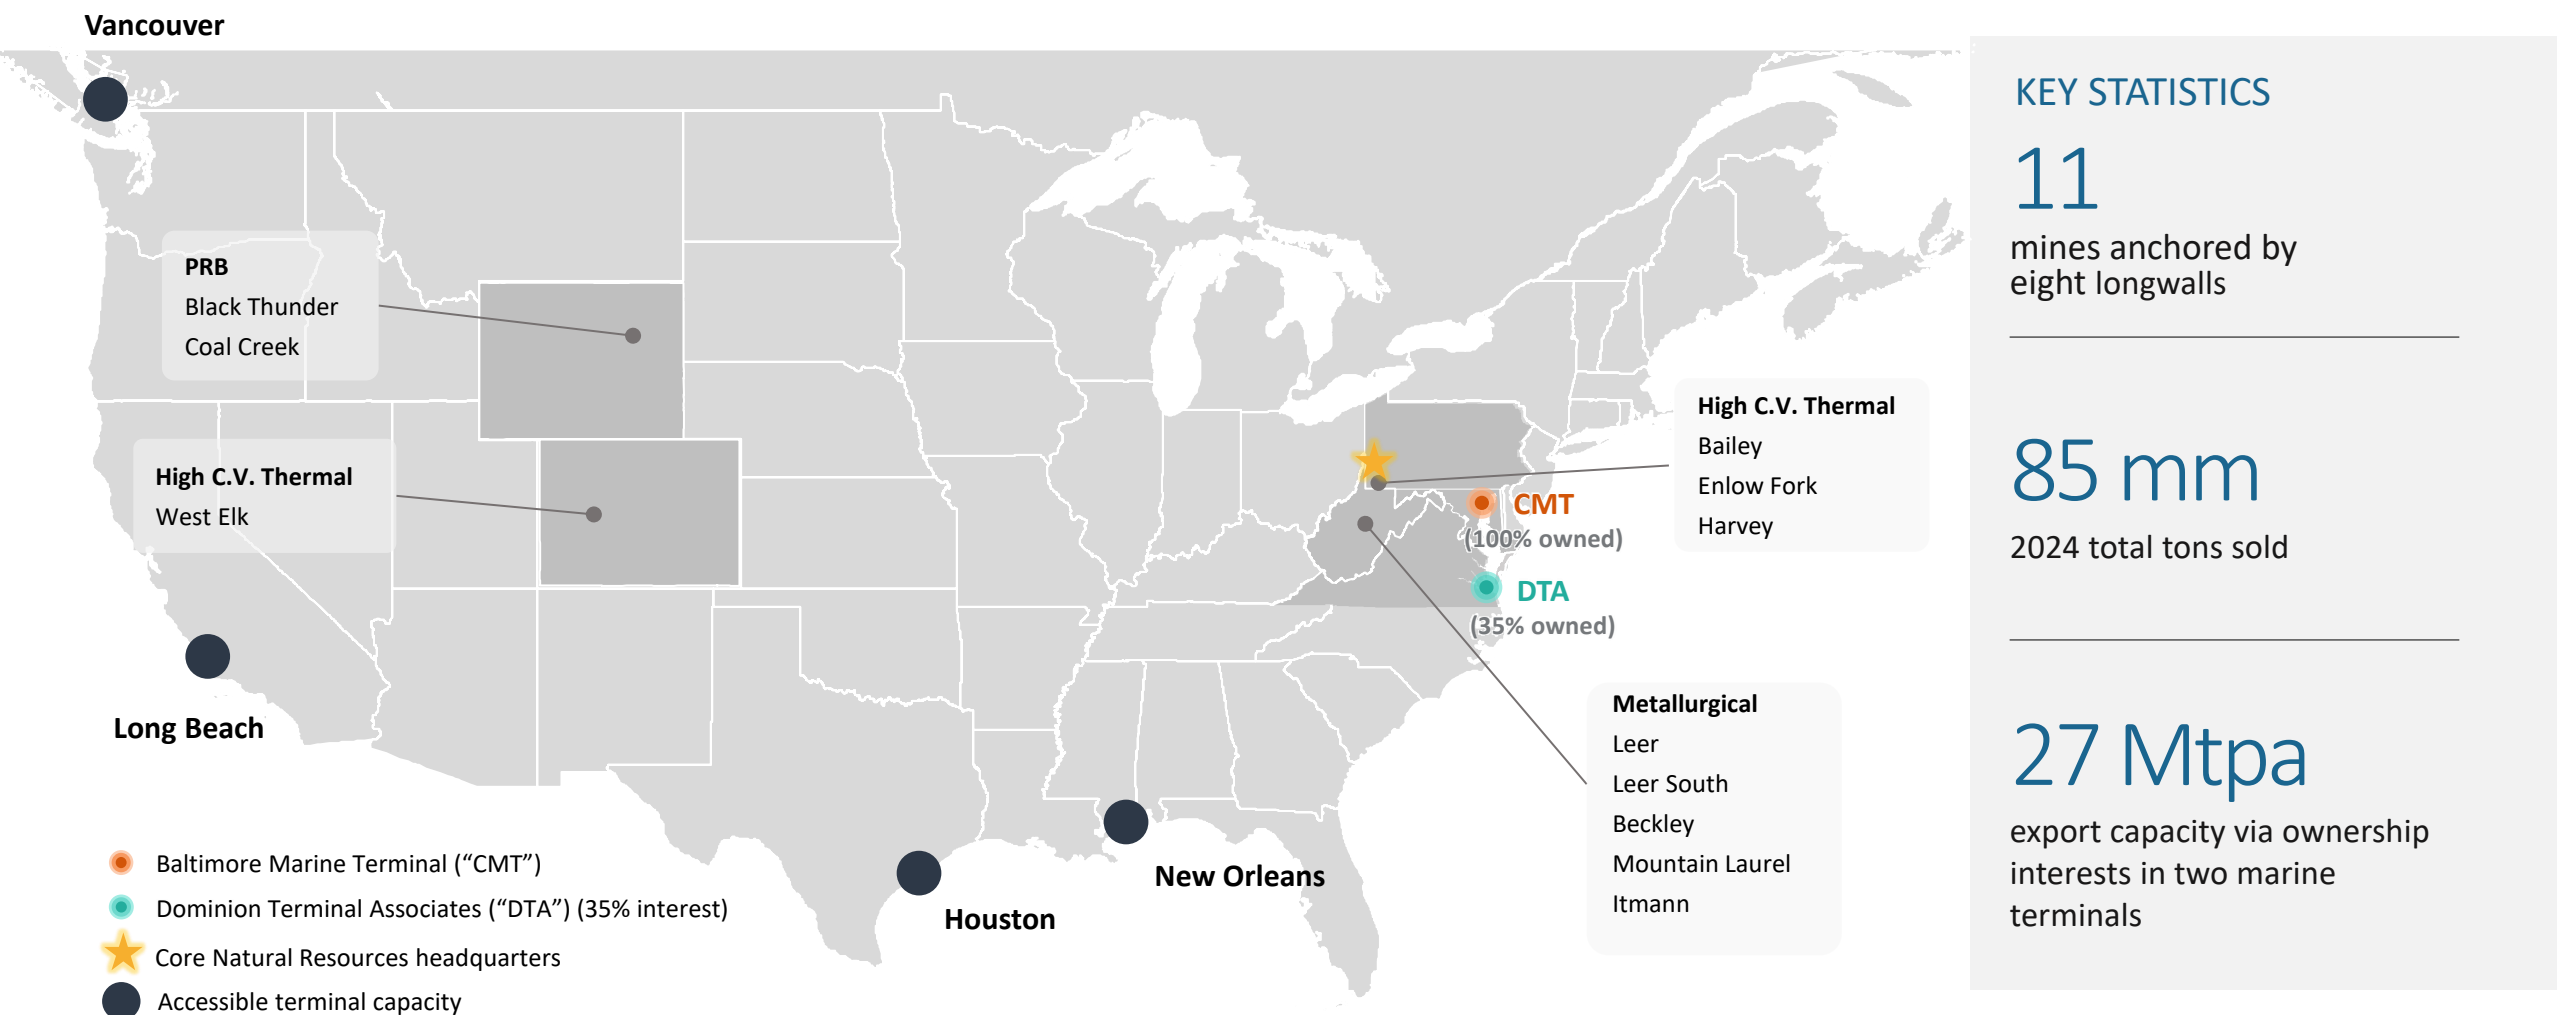 Vancouver
PRB
Black Thunder
Coal Creek
High C.V. Thermal
West Elk
Long Beach
High C.V. Thermal
Bailey
Enlow Fork
Harvey
CMT
(100% owned)
DTA
(35% owned)
Metallurgical
Leer
Leer South
Beckley
Mountain Laurel
Itmann
New Orleans
Houston
Baltimore Marine Terminal (“CMT”)
Dominion Terminal Associates (“DTA”) (35% interest)
Core Natural Resources headquarters
Accessible terminal capacity
KEY STATISTICS
11
mines anchored by
eight longwalls
85 mm
2024 total tons sold
27 Mtpa
export capacity via ownership
interests in two marine
terminals